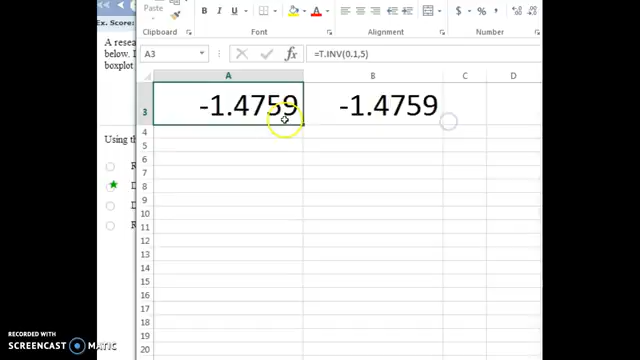 Paste
B I U
A A
$ % ,
Clipboard Font Alignment Number
Ex. Score:
A resea
below. I
boxplot
A3 fx =T.INV(0.1,5)
A B C D
3 -1.4759 -1.4759
4
Using th
5
6
7 R
8 D
9
10 D
11 R
12
13
14
15
16
17
18
19
20
RECORDED WITH
SCREENCAST MATIC